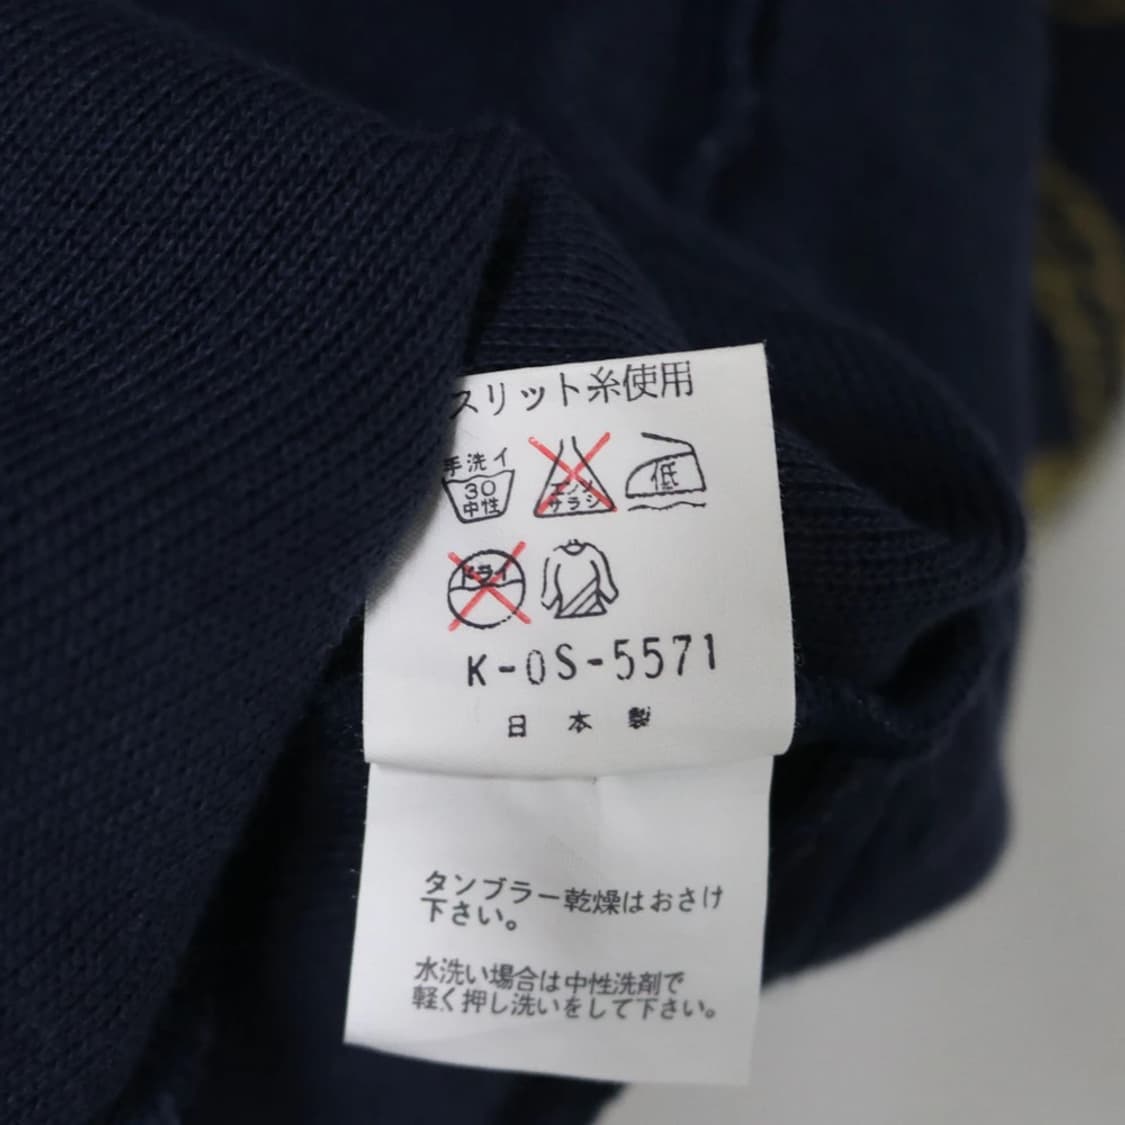 スリット糸使用
手洗イ
30
中性
エンソ
サラシ
低
ドライ
K-0S-5571
日本製
タンブラー乾燥はおさけ
下さい。
水洗い場合は中性洗剤で
軽く押し洗いをして下さい。